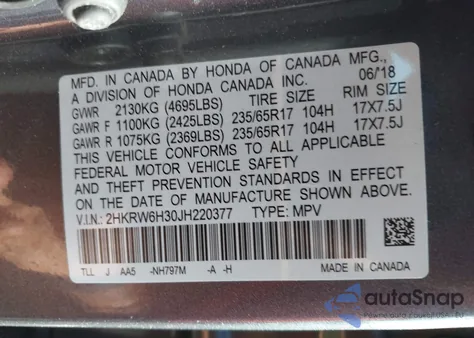 MFD. IN CANADA BY HONDA OF CANADA MFG.,
A DIVISION OF HONDA CANADA INC. 06/18
GVWR 2130KG (4695LBS) TIRE SIZE RIM SIZE
GAWR F 1100KG (2425LBS) 235/65R17 104H 17X7.5J
GAWR R 1075KG (2369LBS) 235/65R17 104H 17X7.5J
THIS VEHICLE CONFORMS TO ALL APPLICABLE
FEDERAL MOTOR VEHICLE SAFETY
AND THEFT PREVENTION STANDARDS IN EFFECT
ON THE DATE OF MANUFACTURE SHOWN ABOVE.
V.I.N.: 2HKRW6H30JH220377 TYPE: MPV
TLL J AA5 -NH797M -A -H MADE IN CANADA
autoSnap